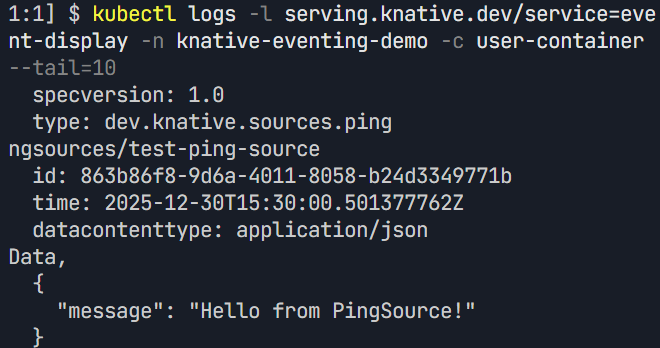 1:1] $ kubectl logs -l serving.knative.dev/service=eve
nt-display -n knative-eventing-demo -c user-container
--tail=10
  specversion: 1.0
  type: dev.knative.sources.ping
ngsources/test-ping-source
  id: 863b86f8-9d6a-4011-8058-b24d3349771b
  time: 2025-12-30T15:30:00.501377762Z
  datacontenttype: application/json
Data,
  {
    "message": "Hello from PingSource!"
  }